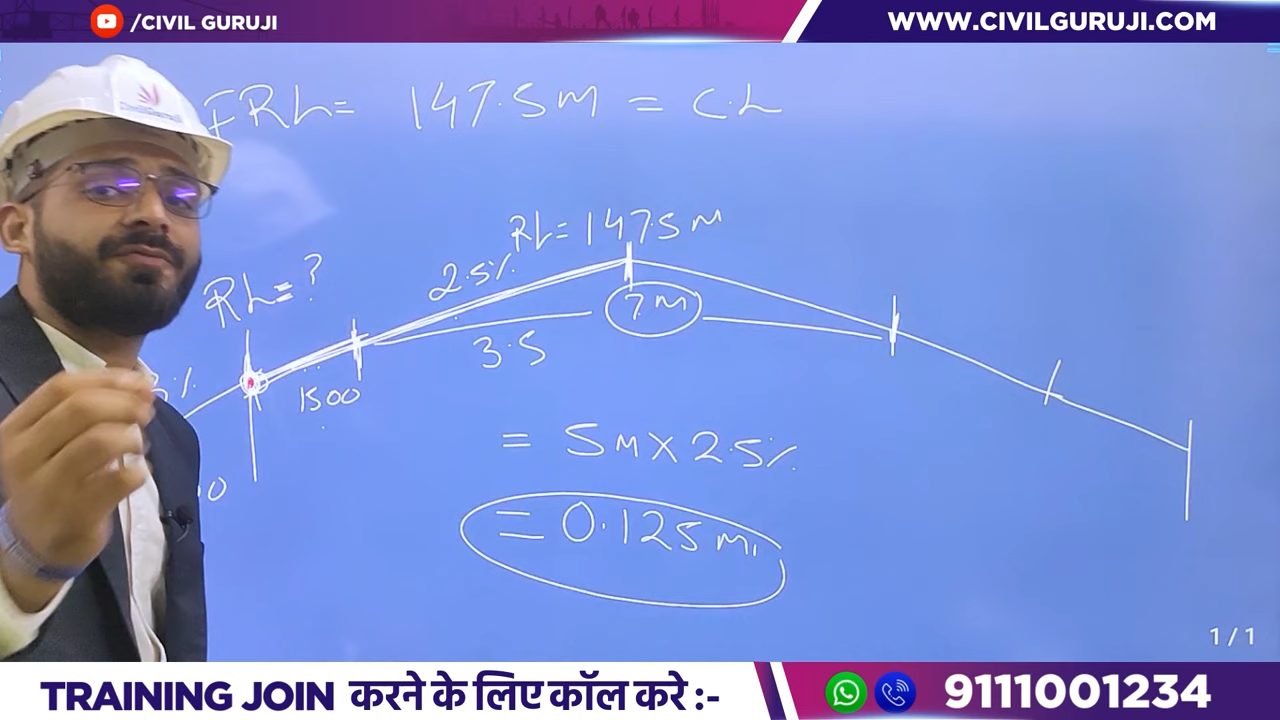 /CIVIL GURUJI
WWW.CIVILGURUJI.COM
FRL= 147.5M = C.L
RL= 147.5M
RL=?
2.5%
7M
3.5
1500
= 5M X 2.5%
= 0.125 M
1/1
TRAINING JOIN करने के लिए कॉल करे :-
9111001234